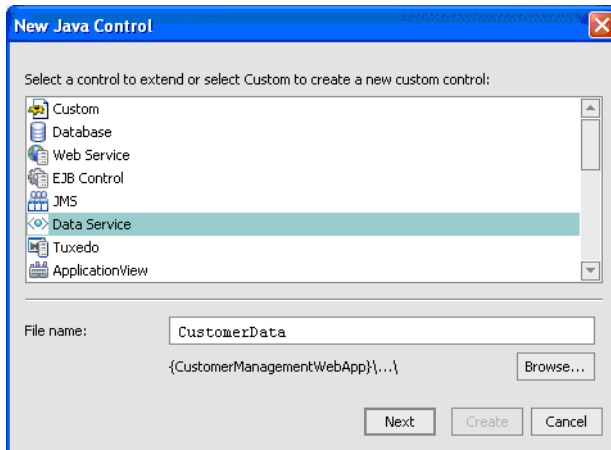 New Java Control
Select a control to extend or select Custom to create a new custom control:
Custom
Database
Web Service
EJB Control
JMS
Data Service
Tuxedo
ApplicationView
File name:
CustomerData
{CustomerManagementWebApp}\...\
Browse...
Next
Create
Cancel